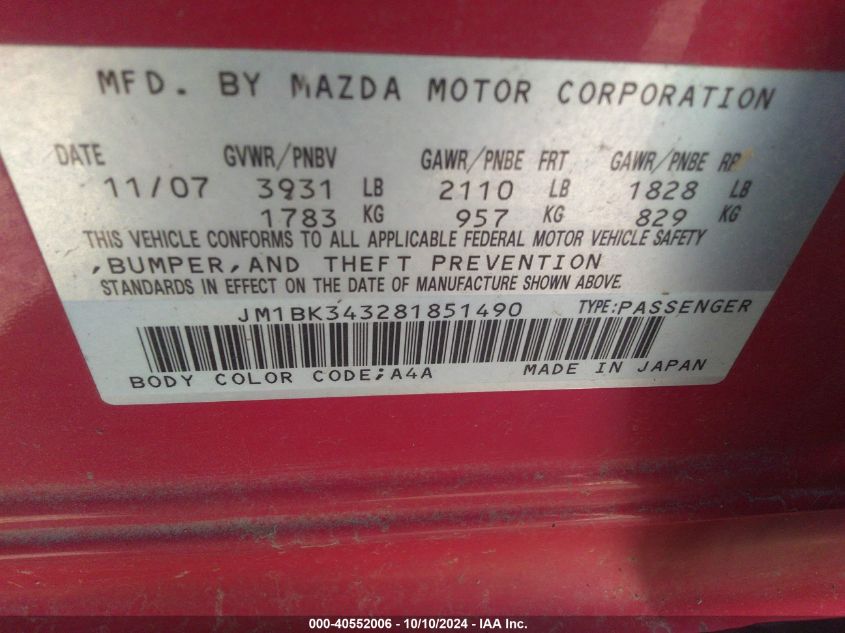 MFD. BY MAZDA MOTOR CORPORATION
DATE GVWR/PNBV GAWR/PNBE FRT GAWR/PNBE RR
11/07 3931 LB 2110 LB 1828 LB
1783 KG 957 KG 829 KG
THIS VEHICLE CONFORMS TO ALL APPLICABLE FEDERAL MOTOR VEHICLE SAFETY
,BUMPER,AND THEFT PREVENTION
STANDARDS IN EFFECT ON THE DATE OF MANUFACTURE SHOWN ABOVE.
JM1BK343281851490 TYPE:PASSENGER
BODY COLOR CODE;A4A MADE IN JAPAN
000-40552006 - 10/10/2024 - IAA Inc.